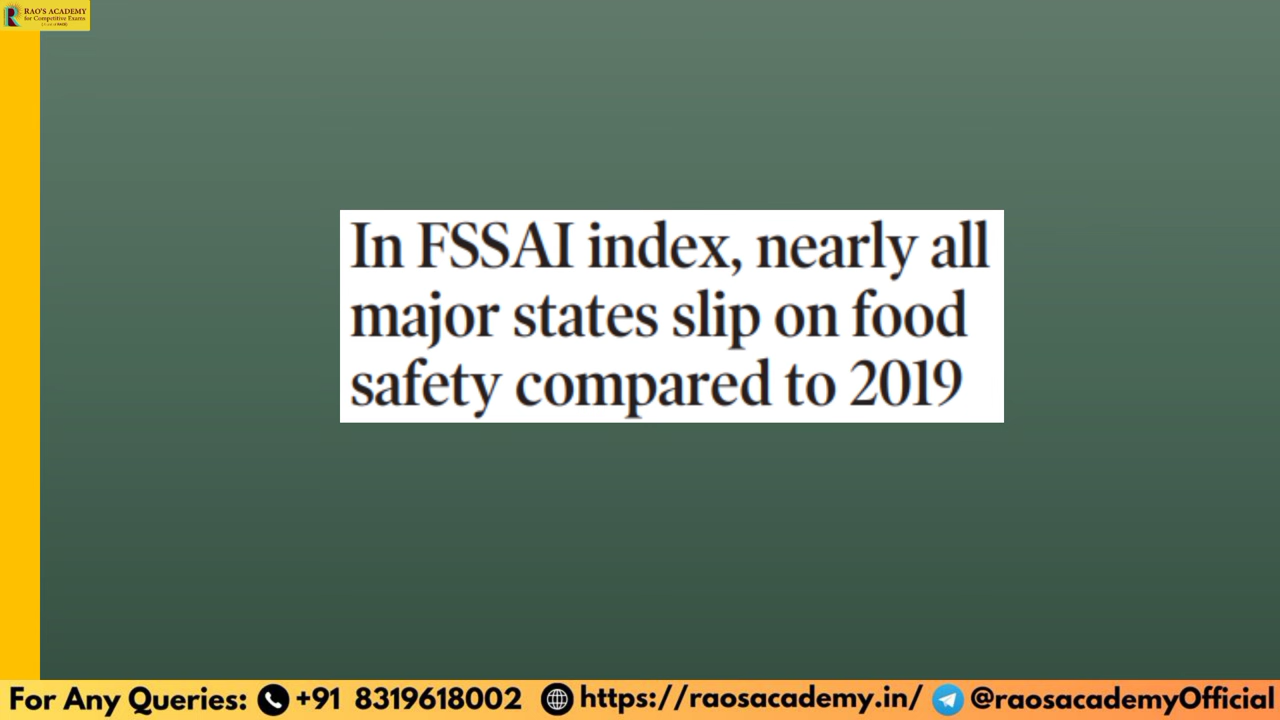 RAO'S ACADEMY
for Competitive Exams
In FSSAI index, nearly all
major states slip on food
safety compared to 2019
For Any Queries: +91 8319618002 https://raosacademy.in/ @raosacademyOfficial